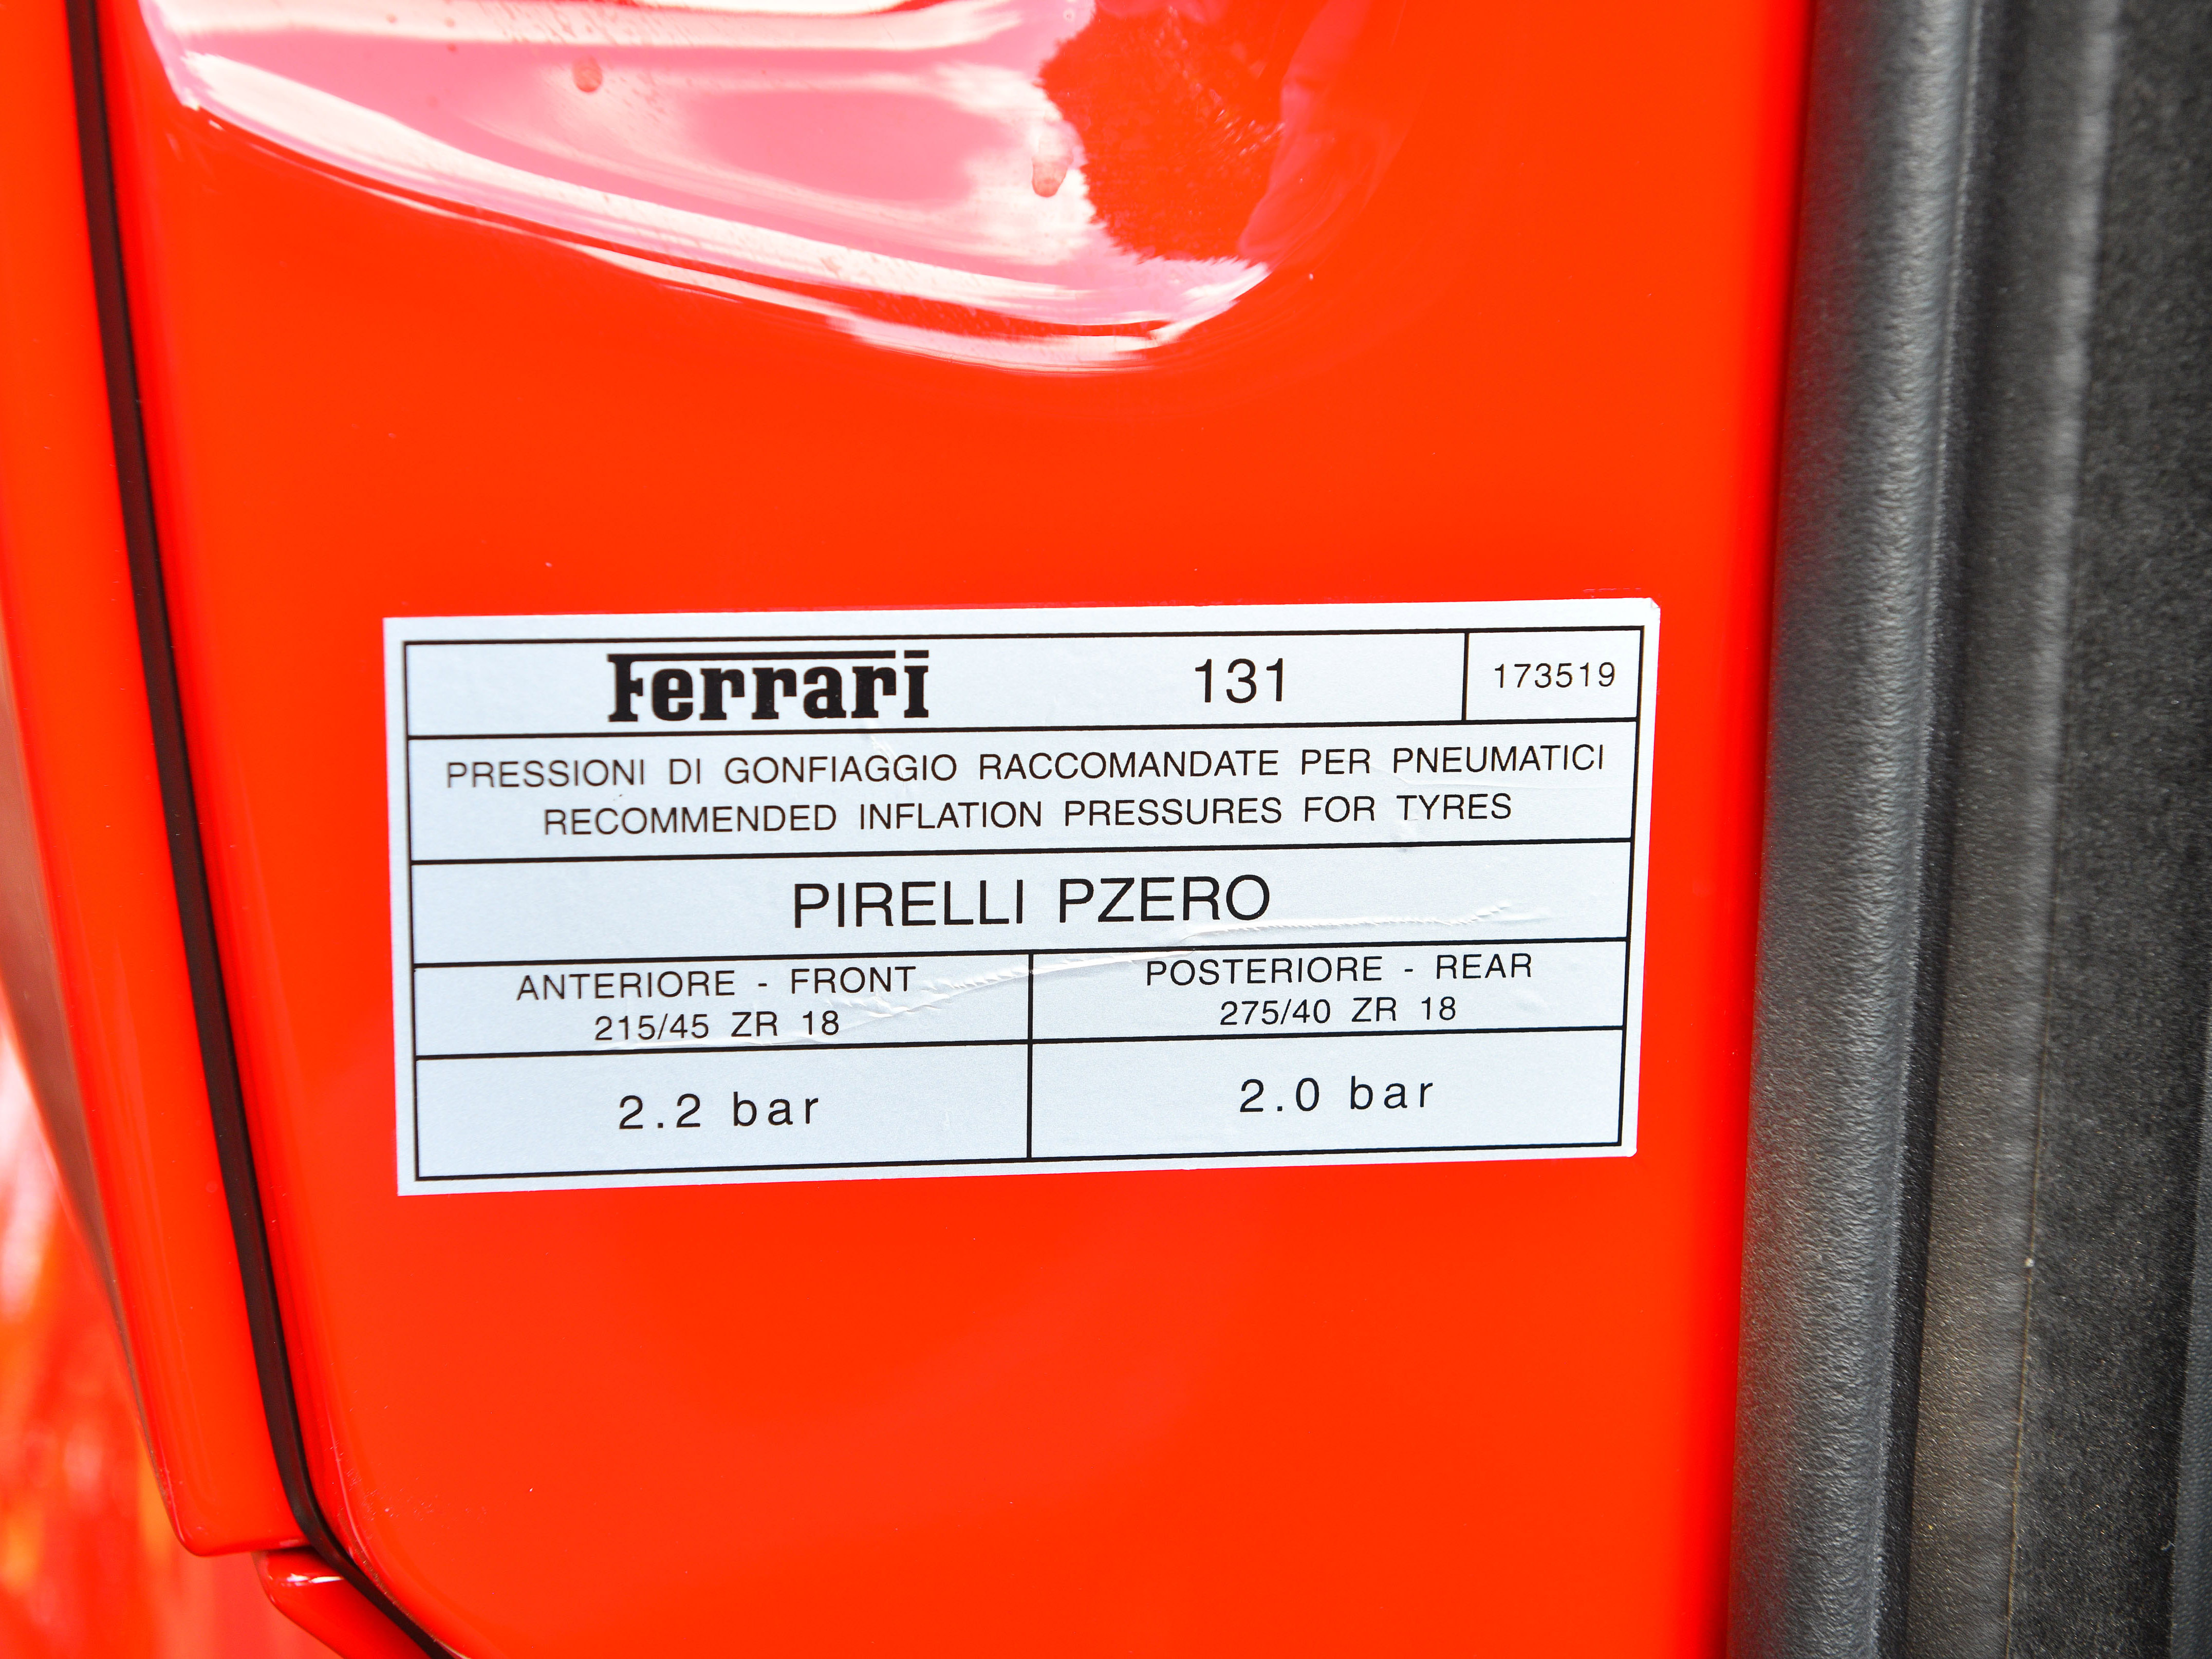 Ferrari 131 173519
PRESSIONI DI GONFIAGGIO RACCOMANDATE PER PNEUMATICI
RECOMMENDED INFLATION PRESSURES FOR TYRES
PIRELLI PZERO
ANTERIORE - FRONT POSTERIORE - REAR
215/45 ZR 18 275/40 ZR 18
2.2 bar 2.0 bar